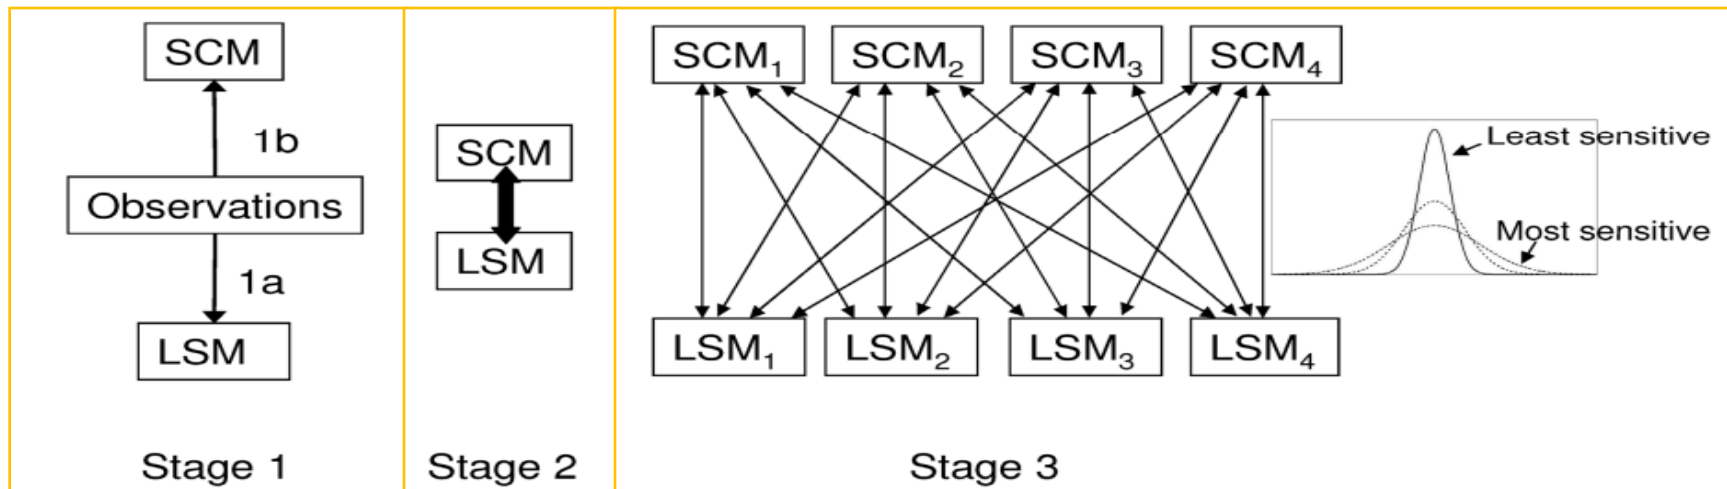 SCM
1b
Observations
1a
LSM
Stage 1
SCM
LSM
Stage 2
SCM₁ SCM₂ SCM₃ SCM₄
Least sensitive
Most sensitive
LSM₁ LSM₂ LSM₃ LSM₄
Stage 3